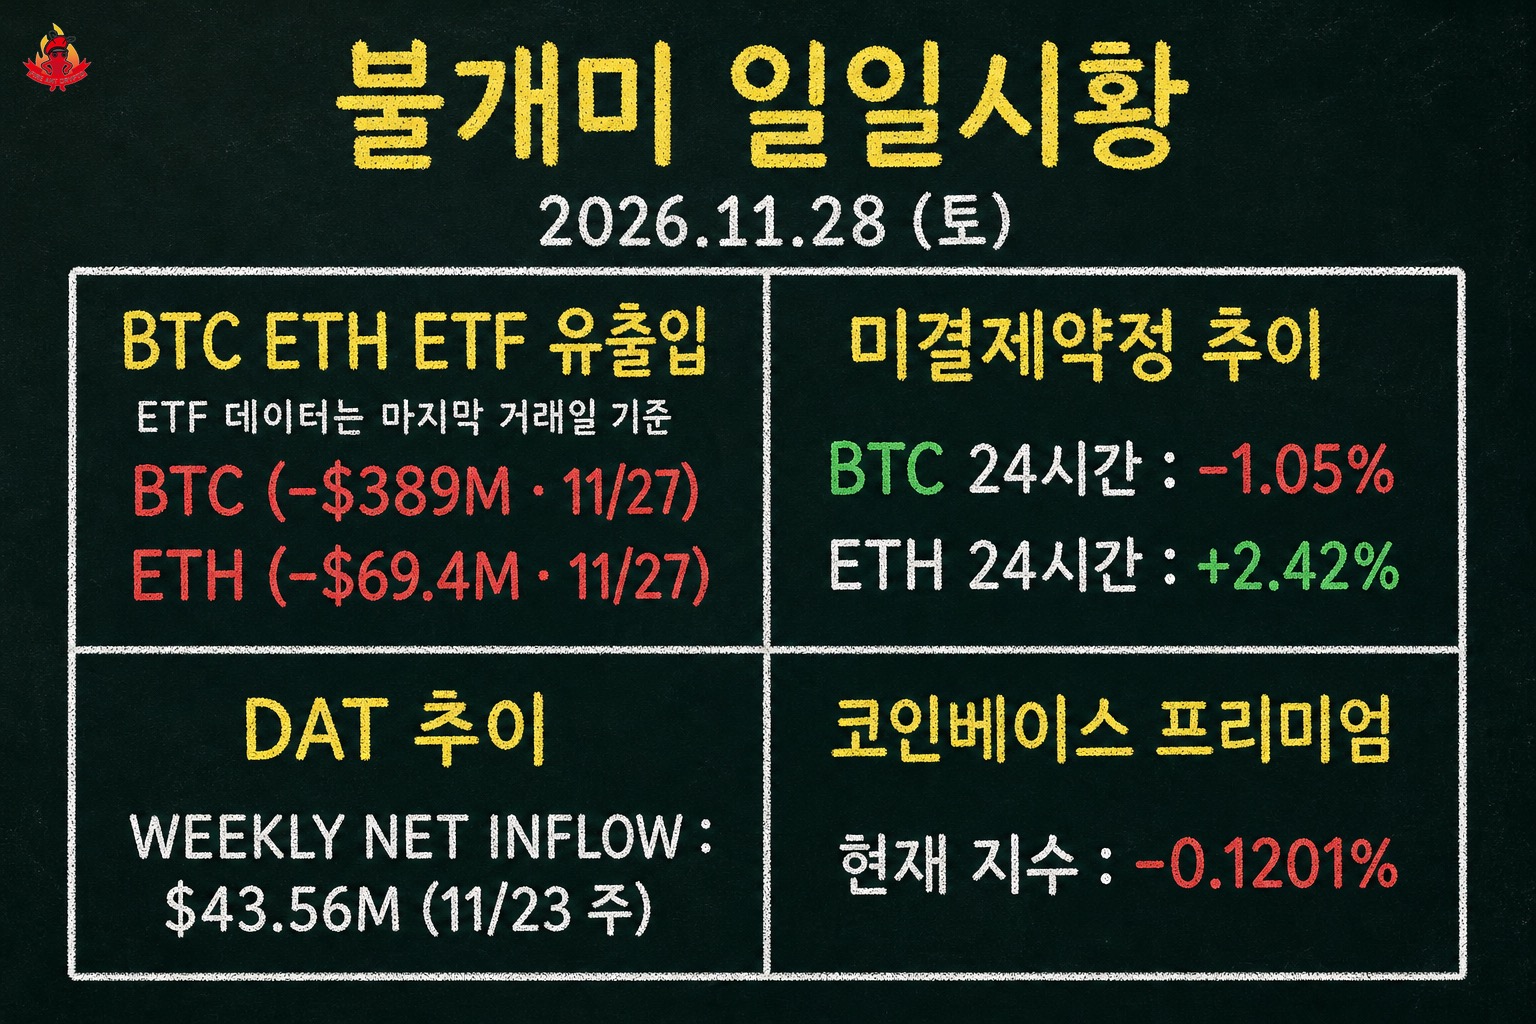 불개미 일일시황
2026.11.28 (토)
BTC ETH ETF 유출입
ETF 데이터는 마지막 거래일 기준
BTC (-$389M · 11/27)
ETH (-$69.4M · 11/27)
미결제약정 추이
BTC 24시간 : -1.05%
ETH 24시간 : +2.42%
DAT 추이
WEEKLY NET INFLOW :
$43.56M (11/23 주)
코인베이스 프리미엄
현재 지수 : -0.1201%